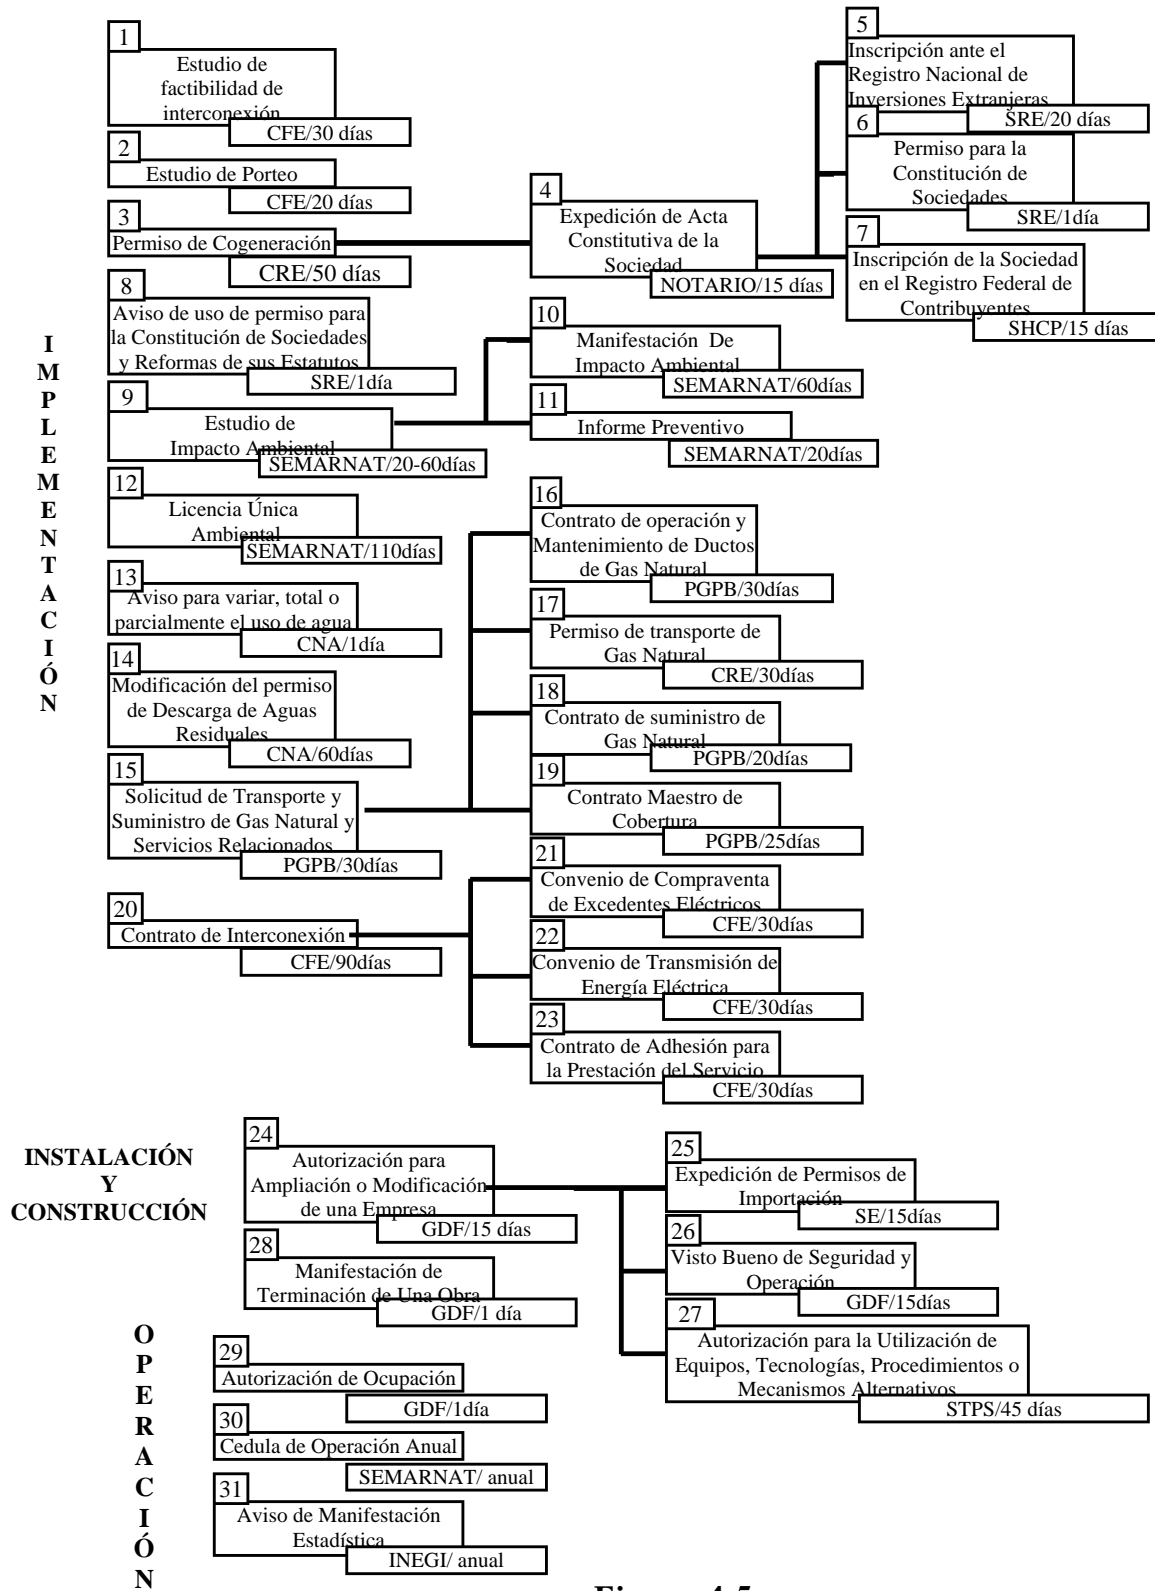 1
Estudio de
factibilidad de
interconexión
CFE/30 días
2
Estudio de Porteo
CFE/20 días
3
Permiso de Cogeneración
CRE/50 días
4
Expedición de Acta
Constitutiva de la
Sociedad
NOTARIO/15 días
5
Inscripción ante el
Registro Nacional de
Inversiones Extranjeras
SRE/20 días
6
Permiso para la
Constitución de
Sociedades
SRE/1día
7
Inscripción de la Sociedad
en el Registro Federal de
Contribuyentes
SHCP/15 días
IMPLEMENTACIÓN
8
Aviso de uso de permiso para
la Constitución de Sociedades
y Reformas de sus Estatutos
SRE/1día
9
Estudio de
Impacto Ambiental
SEMARNAT/20-60días
10
Manifestación De
Impacto Ambiental
SEMARNAT/60días
11
Informe Preventivo
SEMARNAT/20días
12
Licencia Única
Ambiental
SEMARNAT/110días
13
Aviso para variar, total o
parcialmente el uso de agua
CNA/1día
14
Modificación del permiso
de Descarga de Aguas
Residuales
CNA/60días
15
Solicitud de Transporte y
Suministro de Gas Natural y
Servicios Relacionados
PGPB/30días
16
Contrato de operación y
Mantenimiento de Ductos
de Gas Natural
PGPB/30días
17
Permiso de transporte de
Gas Natural
CRE/30días
18
Contrato de suministro de
Gas Natural
PGPB/20días
19
Contrato Maestro de
Cobertura
PGPB/25días
20
Contrato de Interconexión
CFE/90días
21
Convenio de Compraventa
de Excedentes Eléctricos
CFE/30días
22
Convenio de Transmisión de
Energía Eléctrica
CFE/30días
23
Contrato de Adhesión para
la Prestación del Servicio
CFE/30días
INSTALACIÓN
Y
CONSTRUCCIÓN
24
Autorización para
Ampliación o Modificación
de una Empresa
GDF/15 días
25
Expedición de Permisos de
Importación
SE/15días
26
Visto Bueno de Seguridad y
Operación
GDF/15días
27
Autorización para la Utilización de
Equipos, Tecnologías, Procedimientos o
Mecanismos Alternativos
STPS/45 días
28
Manifestación de
Terminación de Una Obra
GDF/1 día
OPERACIÓN
29
Autorización de Ocupación
GDF/1día
30
Cedula de Operación Anual
SEMARNAT/ anual
31
Aviso de Manifestación
Estadística
INEGI/ anual